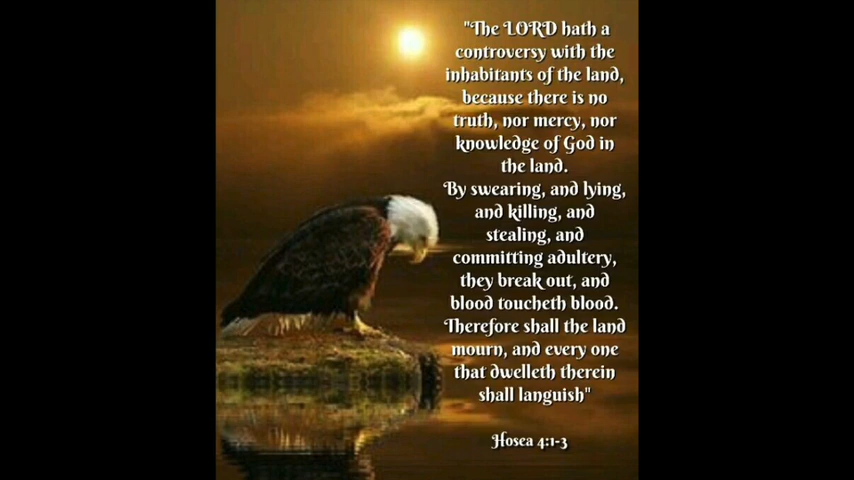 "The LORD hath a
controversy with the
inhabitants of the land,
because there is no
truth, nor mercy, nor
knowledge of God in
the land.
By swearing, and lying,
and killing, and
stealing, and
committing adultery,
they break out, and
blood toucheth blood.
Therefore shall the land
mourn, and every one
that dwelleth therein
shall languish"
Hosea 4:1-3